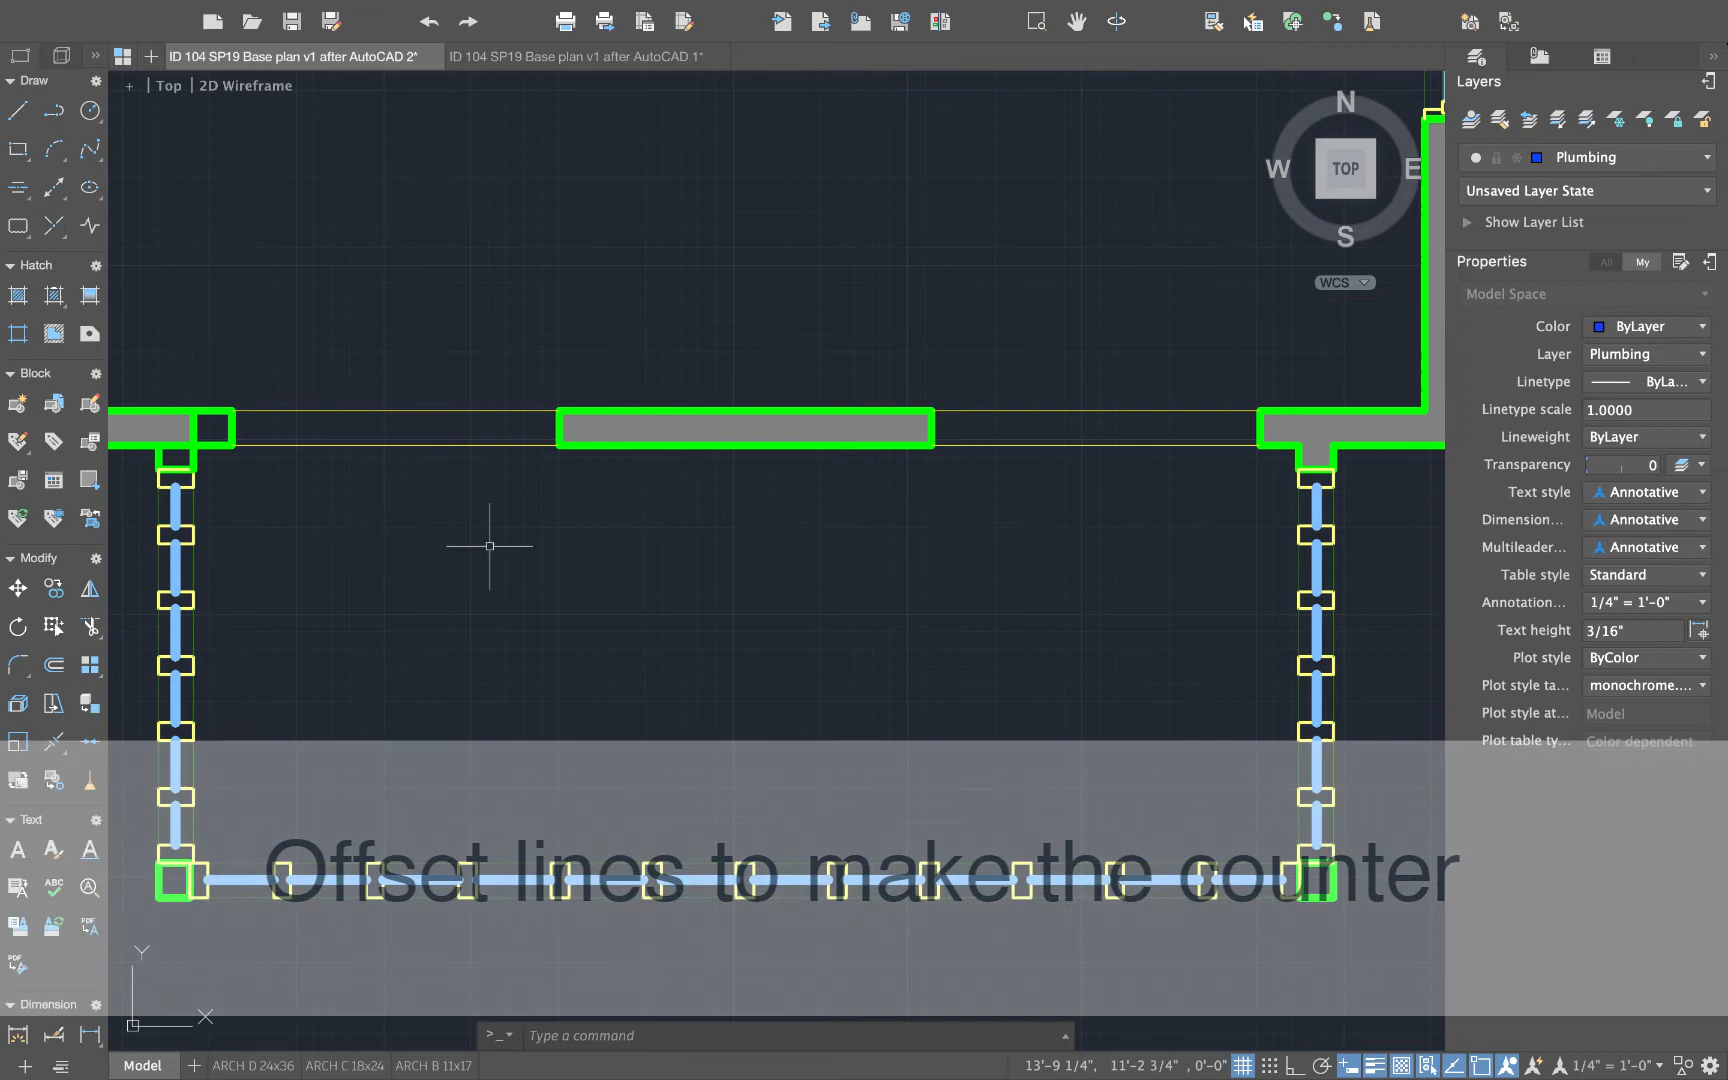 ID 104 SP19 Base plan v1 after AutoCAD 2*
ID 104 SP19 Base plan v1 after AutoCAD 1*
Draw
+ | Top | 2D Wireframe
Hatch
Block
Modify
Text
ABC
PDF
PDF
Dimension
N
W
TOP
E
S
WCS
Layers
Plumbing
Unsaved Layer State
Show Layer List
Properties
All
My
Model Space
Color ByLayer
Layer Plumbing
Linetype ByLa...
Linetype scale 1.0000
Lineweight ByLayer
Transparency 0
Text style Annotative
Dimension... Annotative
Multileader... Annotative
Table style Standard
Annotation... 1/4" = 1'-0"
Text height 3/16"
Plot style ByColor
Plot style ta... monochrome....
Plot style at... Model
Plot table ty... Color dependent
Offset lines to make the counter
Y
X
>_ Type a command
Model
ARCH D 24x36
ARCH C 18x24
ARCH B 11x17
13'-9 1/4", 11'-2 3/4" , 0'-0"
1/4" = 1'-0"